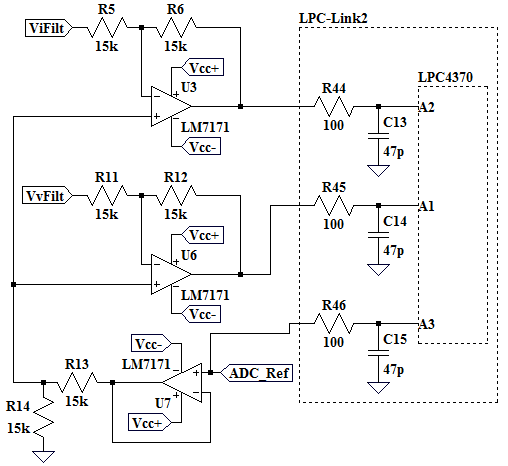 R5
R6
LPC-Link2
ViFilt
15k
15k
Vcc+
LPC4370
U3
R44
A2
LM7171
100
C13
Vcc-
47p
R11
R12
R45
VvFilt
A1
15k
15k
100
C14
Vcc+
47p
U6
LM7171
R46
Vcc-
A3
100
C15
Vcc-
R13
LM7171
ADC_Ref
47p
15k
U7
R14
Vcc+
15k